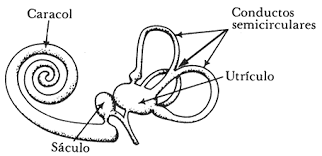 Caracol
Conductos
semicirculares
Utrículo
Sáculo